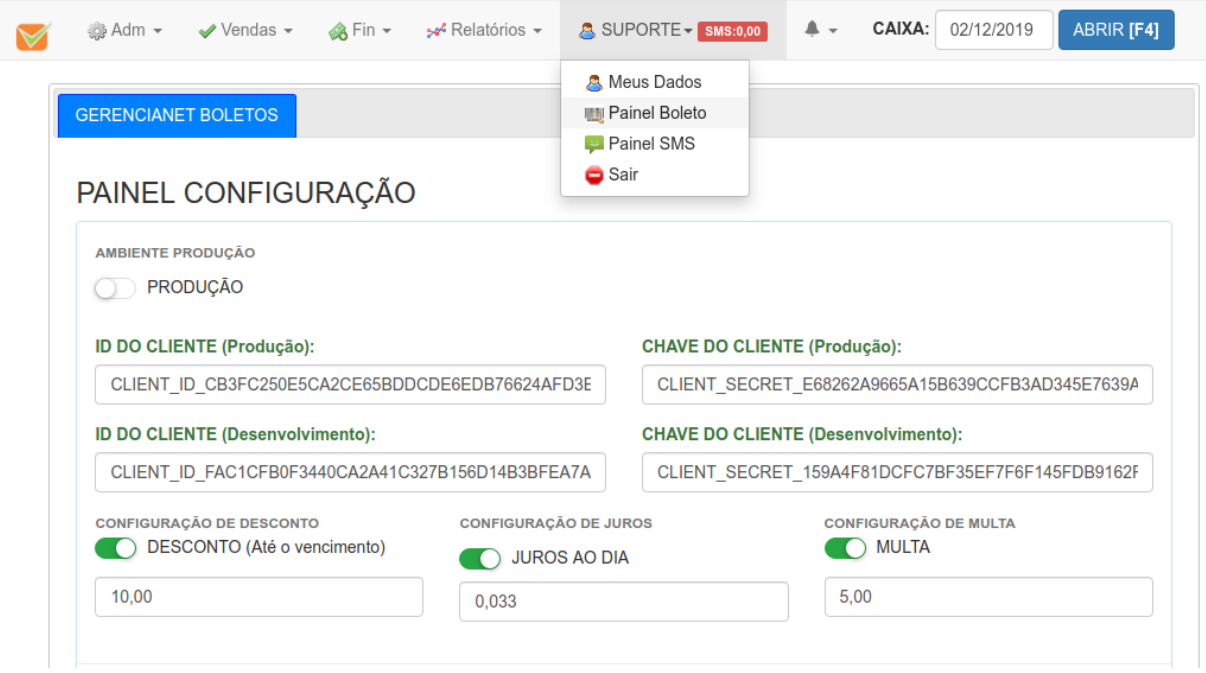 Adm Vendas Fin Relatórios SUPORTE SMS:0,00 CAIXA: 02/12/2019 ABRIR [F4]
Meus Dados
Painel Boleto
Painel SMS
Sair
GERENCIANET BOLETOS
PAINEL CONFIGURAÇÃO
AMBIENTE PRODUÇÃO
PRODUÇÃO
ID DO CLIENTE (Produção): CHAVE DO CLIENTE (Produção):
CLIENT_ID_CB3FC250E5CA2CE65BDDCDE6EDB76624AFD3E CLIENT_SECRET_E68262A9665A15B639CCFB3AD345E7639A
ID DO CLIENTE (Desenvolvimento): CHAVE DO CLIENTE (Desenvolvimento):
CLIENT_ID_FAC1CFB0F3440CA2A41C327B156D14B3BFEA7A CLIENT_SECRET_159A4F81DCFC7BF35EF7F6F145FDB9162F
CONFIGURAÇÃO DE DESCONTO CONFIGURAÇÃO DE JUROS CONFIGURAÇÃO DE MULTA
DESCONTO (Até o vencimento) JUROS AO DIA MULTA
10,00 0,033 5,00